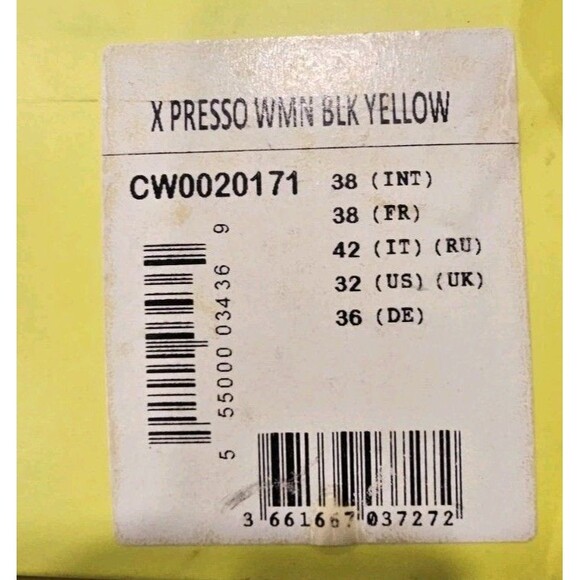 X PRESSO WMN BLK YELLOW
CW0020171
38 (INT)
38 (FR)
42 (IT) (RU)
32 (US) (UK)
36 (DE)
5 55000 03436 9
3 661667 037272